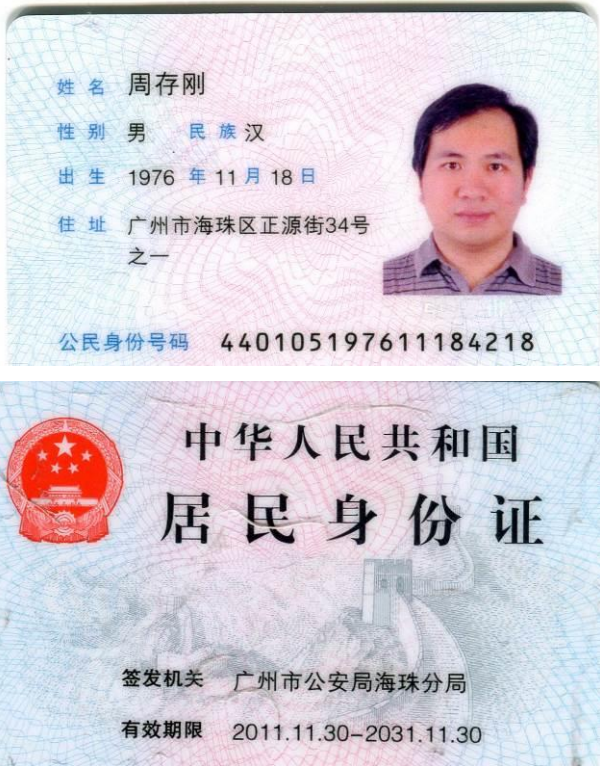 姓名 周存刚
性别 男 民族 汉
出生 1976 年 11 月 18 日
住址 广州市海珠区正源街34号
之一
公民身份号码 440105197611184218
中华人民共和国
居民身份证
签发机关 广州市公安局海珠分局
有效期限 2011.11.30-2031.11.30